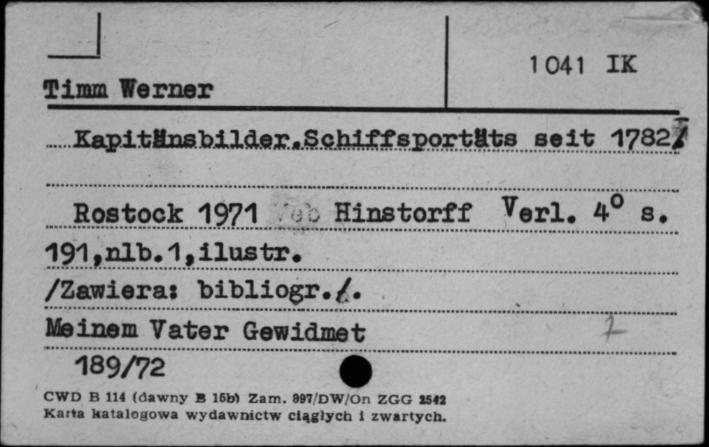 1041 IK
Timm Werner
Kapitänsbilder.Schiffsportäts seit 1782
Rostock 1971 Veb Hinstorff Verl. 4° s.
191,nlb.1,ilustr.
/Zawiera: bibliogr./.
Meinem Vater Gewidmet
189/72
CWD B 114 (dawny B 15b) Zam. 997/DW/On ZGG 2542
Karta katalogowa wydawnictw ciągłych i zwartych.